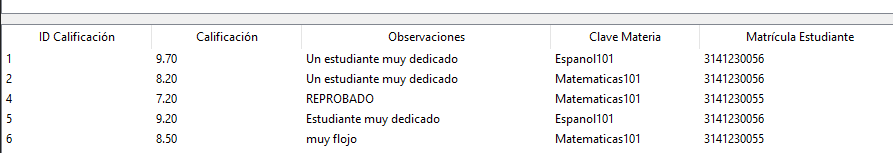 ID Calificación Calificación Observaciones Clave Materia Matrícula Estudiante
1 9.70 Un estudiante muy dedicado Espanol101 3141230056
2 8.20 Un estudiante muy dedicado Matematicas101 3141230056
4 7.20 REPROBADO Matematicas101 3141230055
5 9.20 Estudiante muy dedicado Espanol101 3141230056
6 8.50 muy flojo Matematicas101 3141230055